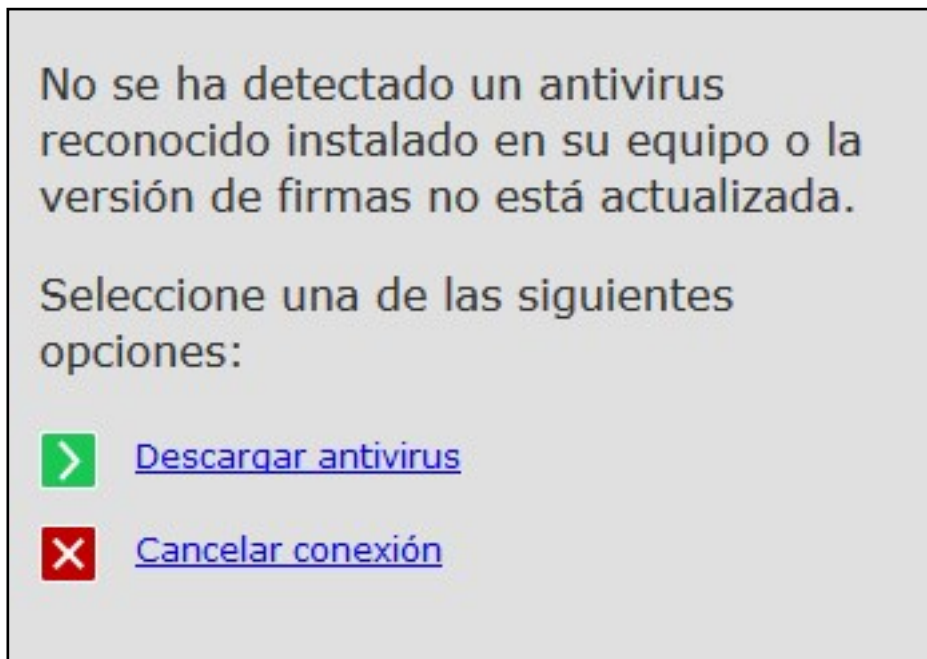 No se ha detectado un antivirus
reconocido instalado en su equipo o la
versión de firmas no está actualizada.
Seleccione una de las siguientes
opciones:
Descargar antivirus
Cancelar conexión